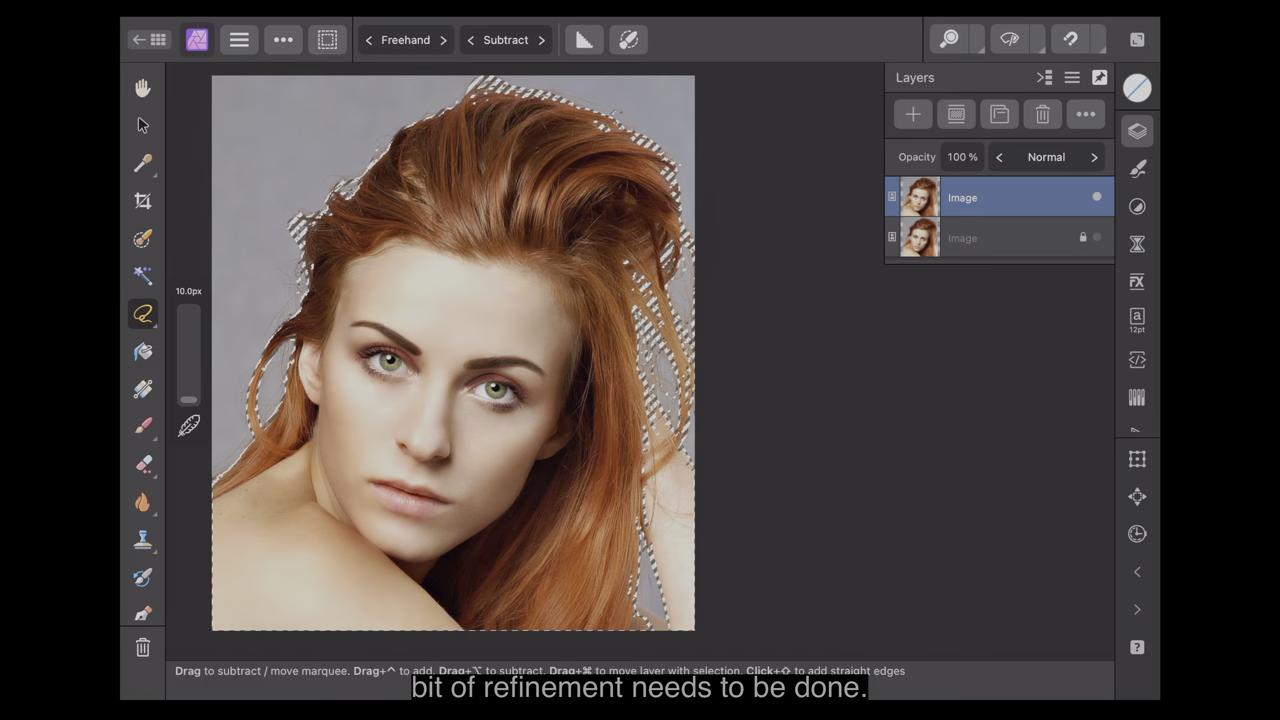 Freehand
Subtract
Layers
Opacity 100 % Normal
Image
Image
10.0px
FX
a
12pt
?
Drag to subtract / move marquee. Drag+^ to add. Drag+⌥ to subtract. Drag+⌘ to move layer with selection. Click+⇧ to add straight edges
bit of refinement needs to be done.